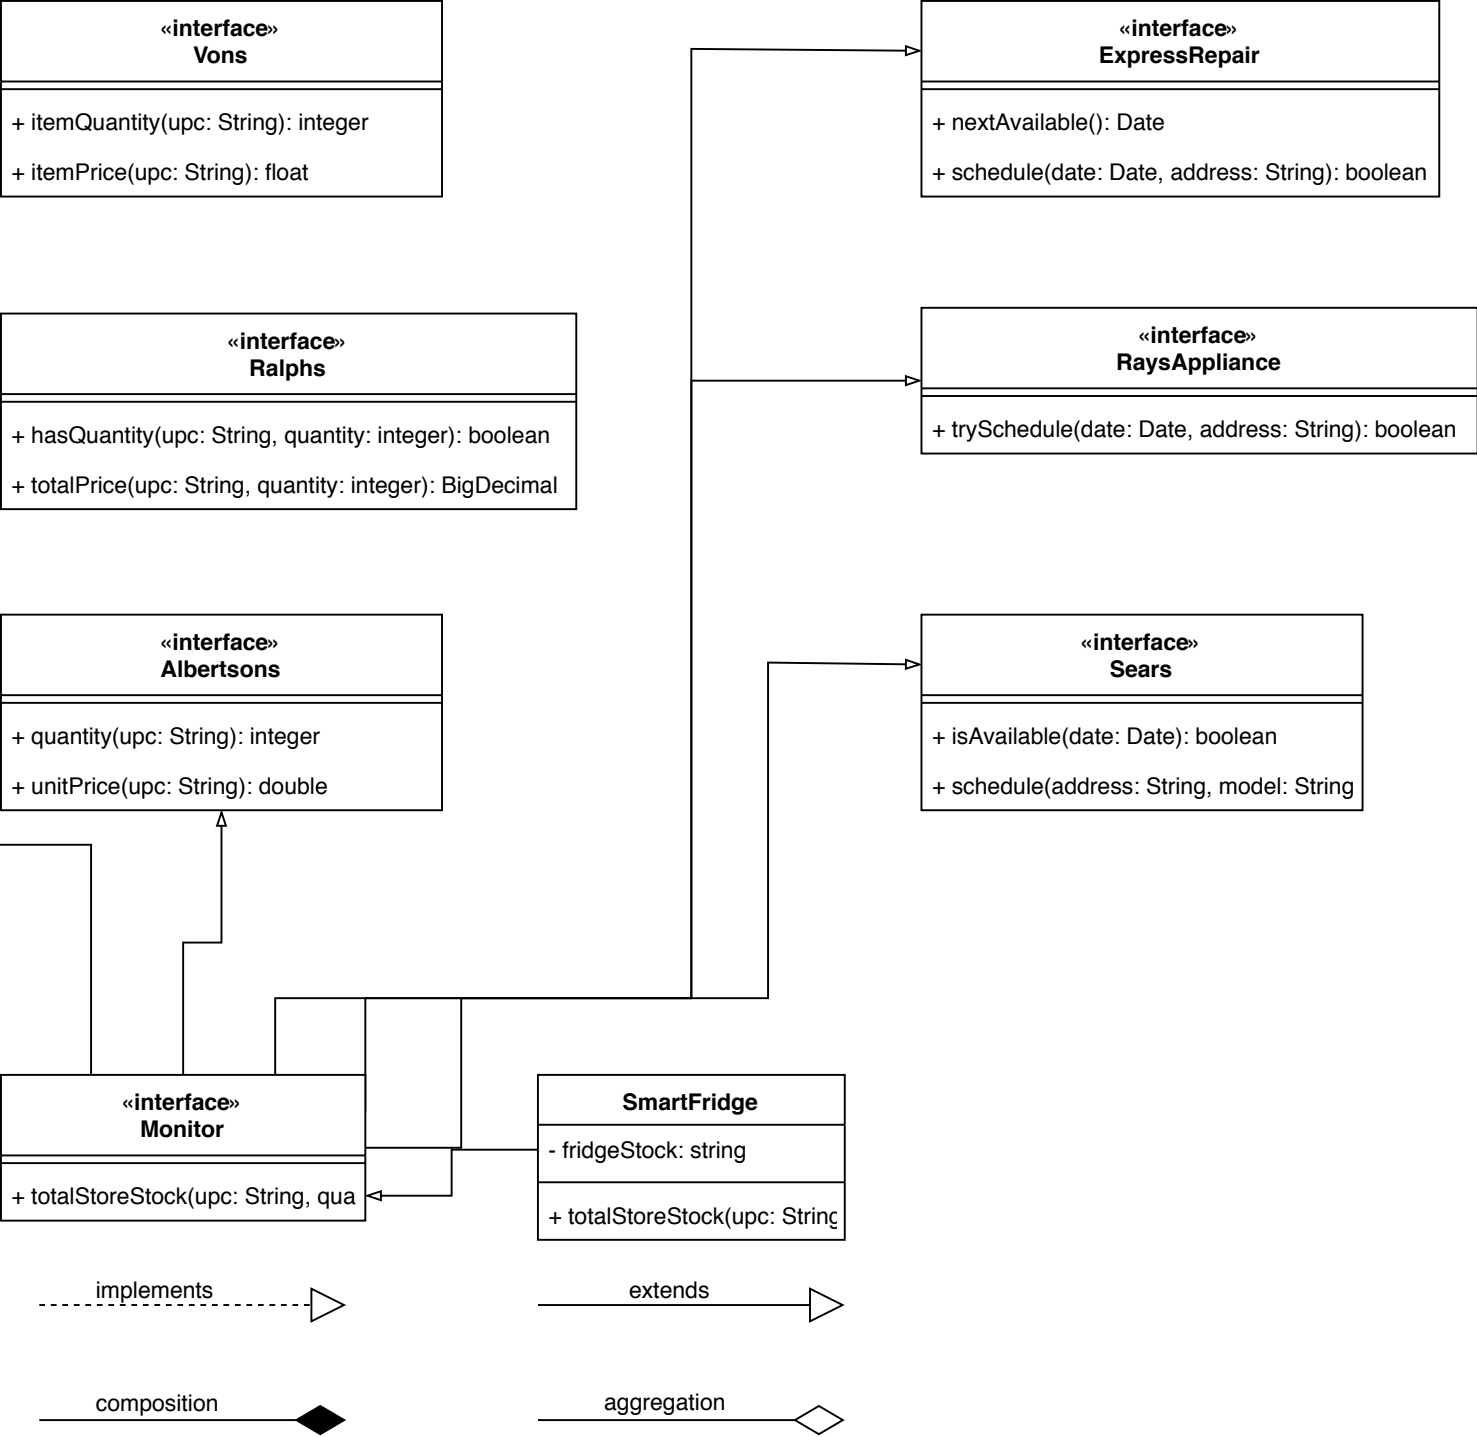 «interface»
Vons
+ itemQuantity(upc: String): integer
+ itemPrice(upc: String): float
«interface»
ExpressRepair
+ nextAvailable(): Date
+ schedule(date: Date, address: String): boolean
«interface»
Ralphs
+ hasQuantity(upc: String, quantity: integer): boolean
+ totalPrice(upc: String, quantity: integer): BigDecimal
«interface»
RaysAppliance
+ trySchedule(date: Date, address: String): boolean
«interface»
Albertsons
+ quantity(upc: String): integer
+ unitPrice(upc: String): double
«interface»
Sears
+ isAvailable(date: Date): boolean
+ schedule(address: String, model: String
«interface»
Monitor
+ totalStoreStock(upc: String, qua
SmartFridge
- fridgeStock: string
+ totalStoreStock(upc: String
implements
extends
composition
aggregation